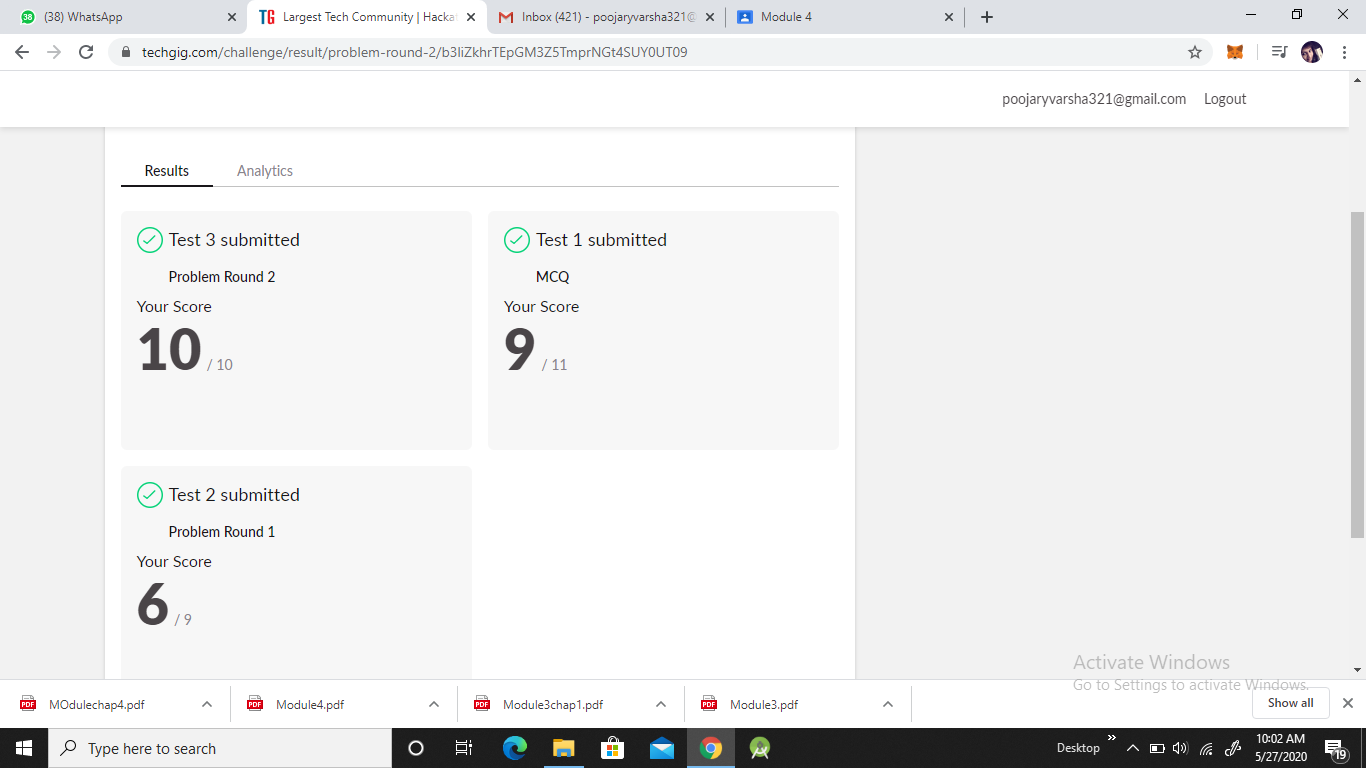 (38) WhatsApp
Largest Tech Community | Hackat
Inbox (421) - poojaryvarsha321@
Module 4
techgig.com/challenge/result/problem-round-2/b3IiZkhrTEpGM3Z5TmprNGt4SUY0UT09
poojaryvarsha321@gmail.com Logout
Results Analytics
Test 3 submitted
Problem Round 2
Your Score
10 / 10
Test 1 submitted
MCQ
Your Score
9 / 11
Test 2 submitted
Problem Round 1
Your Score
6 / 9
Activate Windows
Go to Settings to activate Windows.
MOdulechap4.pdf
Module4.pdf
Module3chap1.pdf
Module3.pdf
Show all
Type here to search
Desktop
10:02 AM
5/27/2020
19